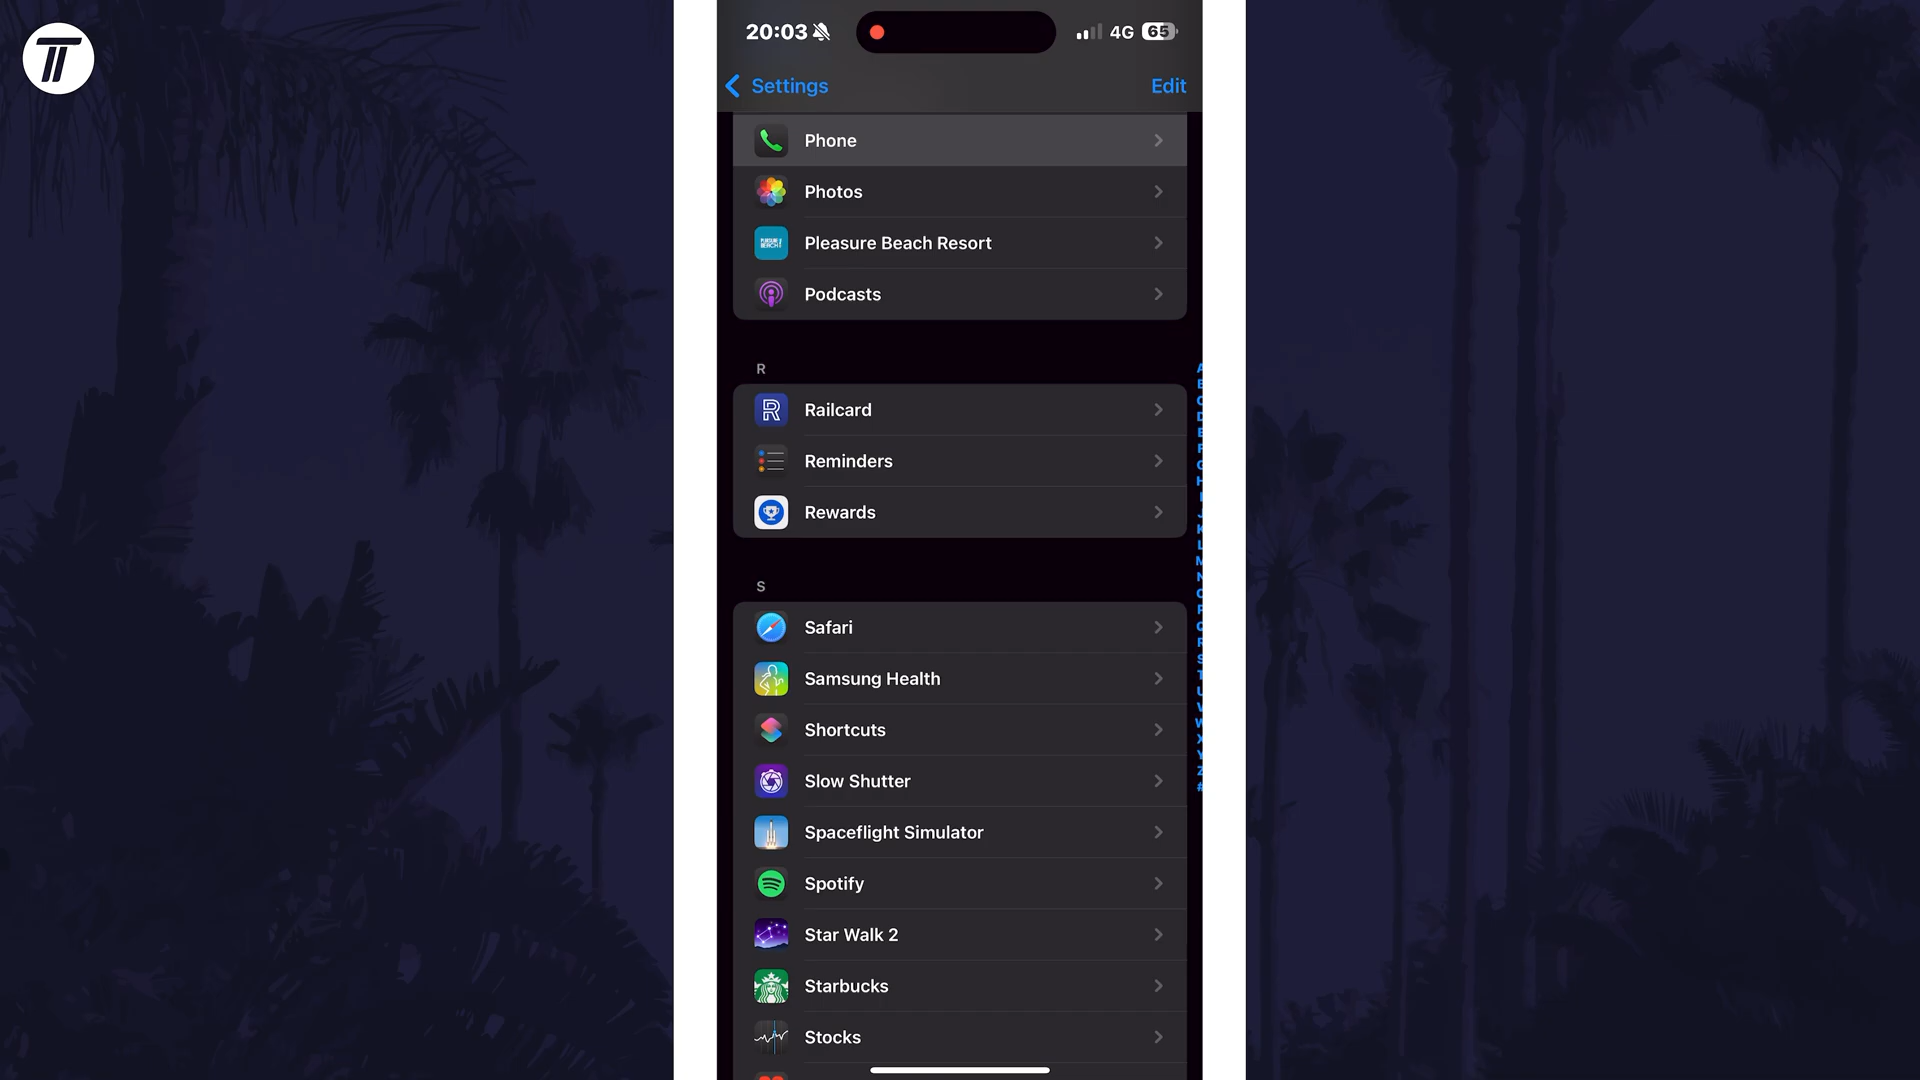 20:03
4G 65
Settings
Edit
Phone
Photos
Pleasure Beach Resort
Podcasts
R
Railcard
Reminders
Rewards
S
Safari
Samsung Health
Shortcuts
Slow Shutter
Spaceflight Simulator
Spotify
Star Walk 2
Starbucks
Stocks